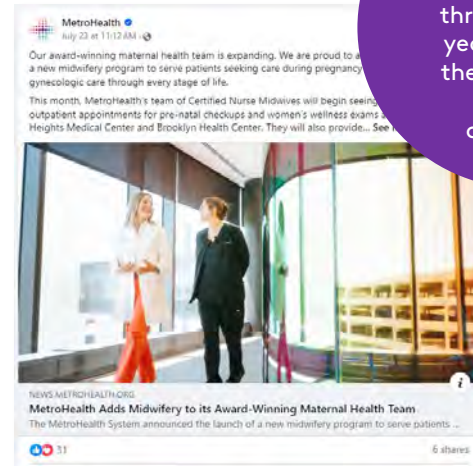 MetroHealth
July 23 at 11:12 AM
Our award-winning maternal health team is expanding. We are proud to
a new midwifery program to serve patients seeking care during pregnancy
gynecologic care through every stage of life.
This month, MetroHealth's team of Certified Nurse Midwives will begin seeing
outpatient appointments for pre-natal checkups and women's wellness exams
Heights Medical Center and Brooklyn Health Center. They will also provide... See
NEWS.METROHEALTH.ORG
MetroHealth Adds Midwifery to its Award-Winning Maternal Health Team
The MetroHealth System announced the launch of a new midwifery program to serve patients ...
31
6 shares
thr
yea
the